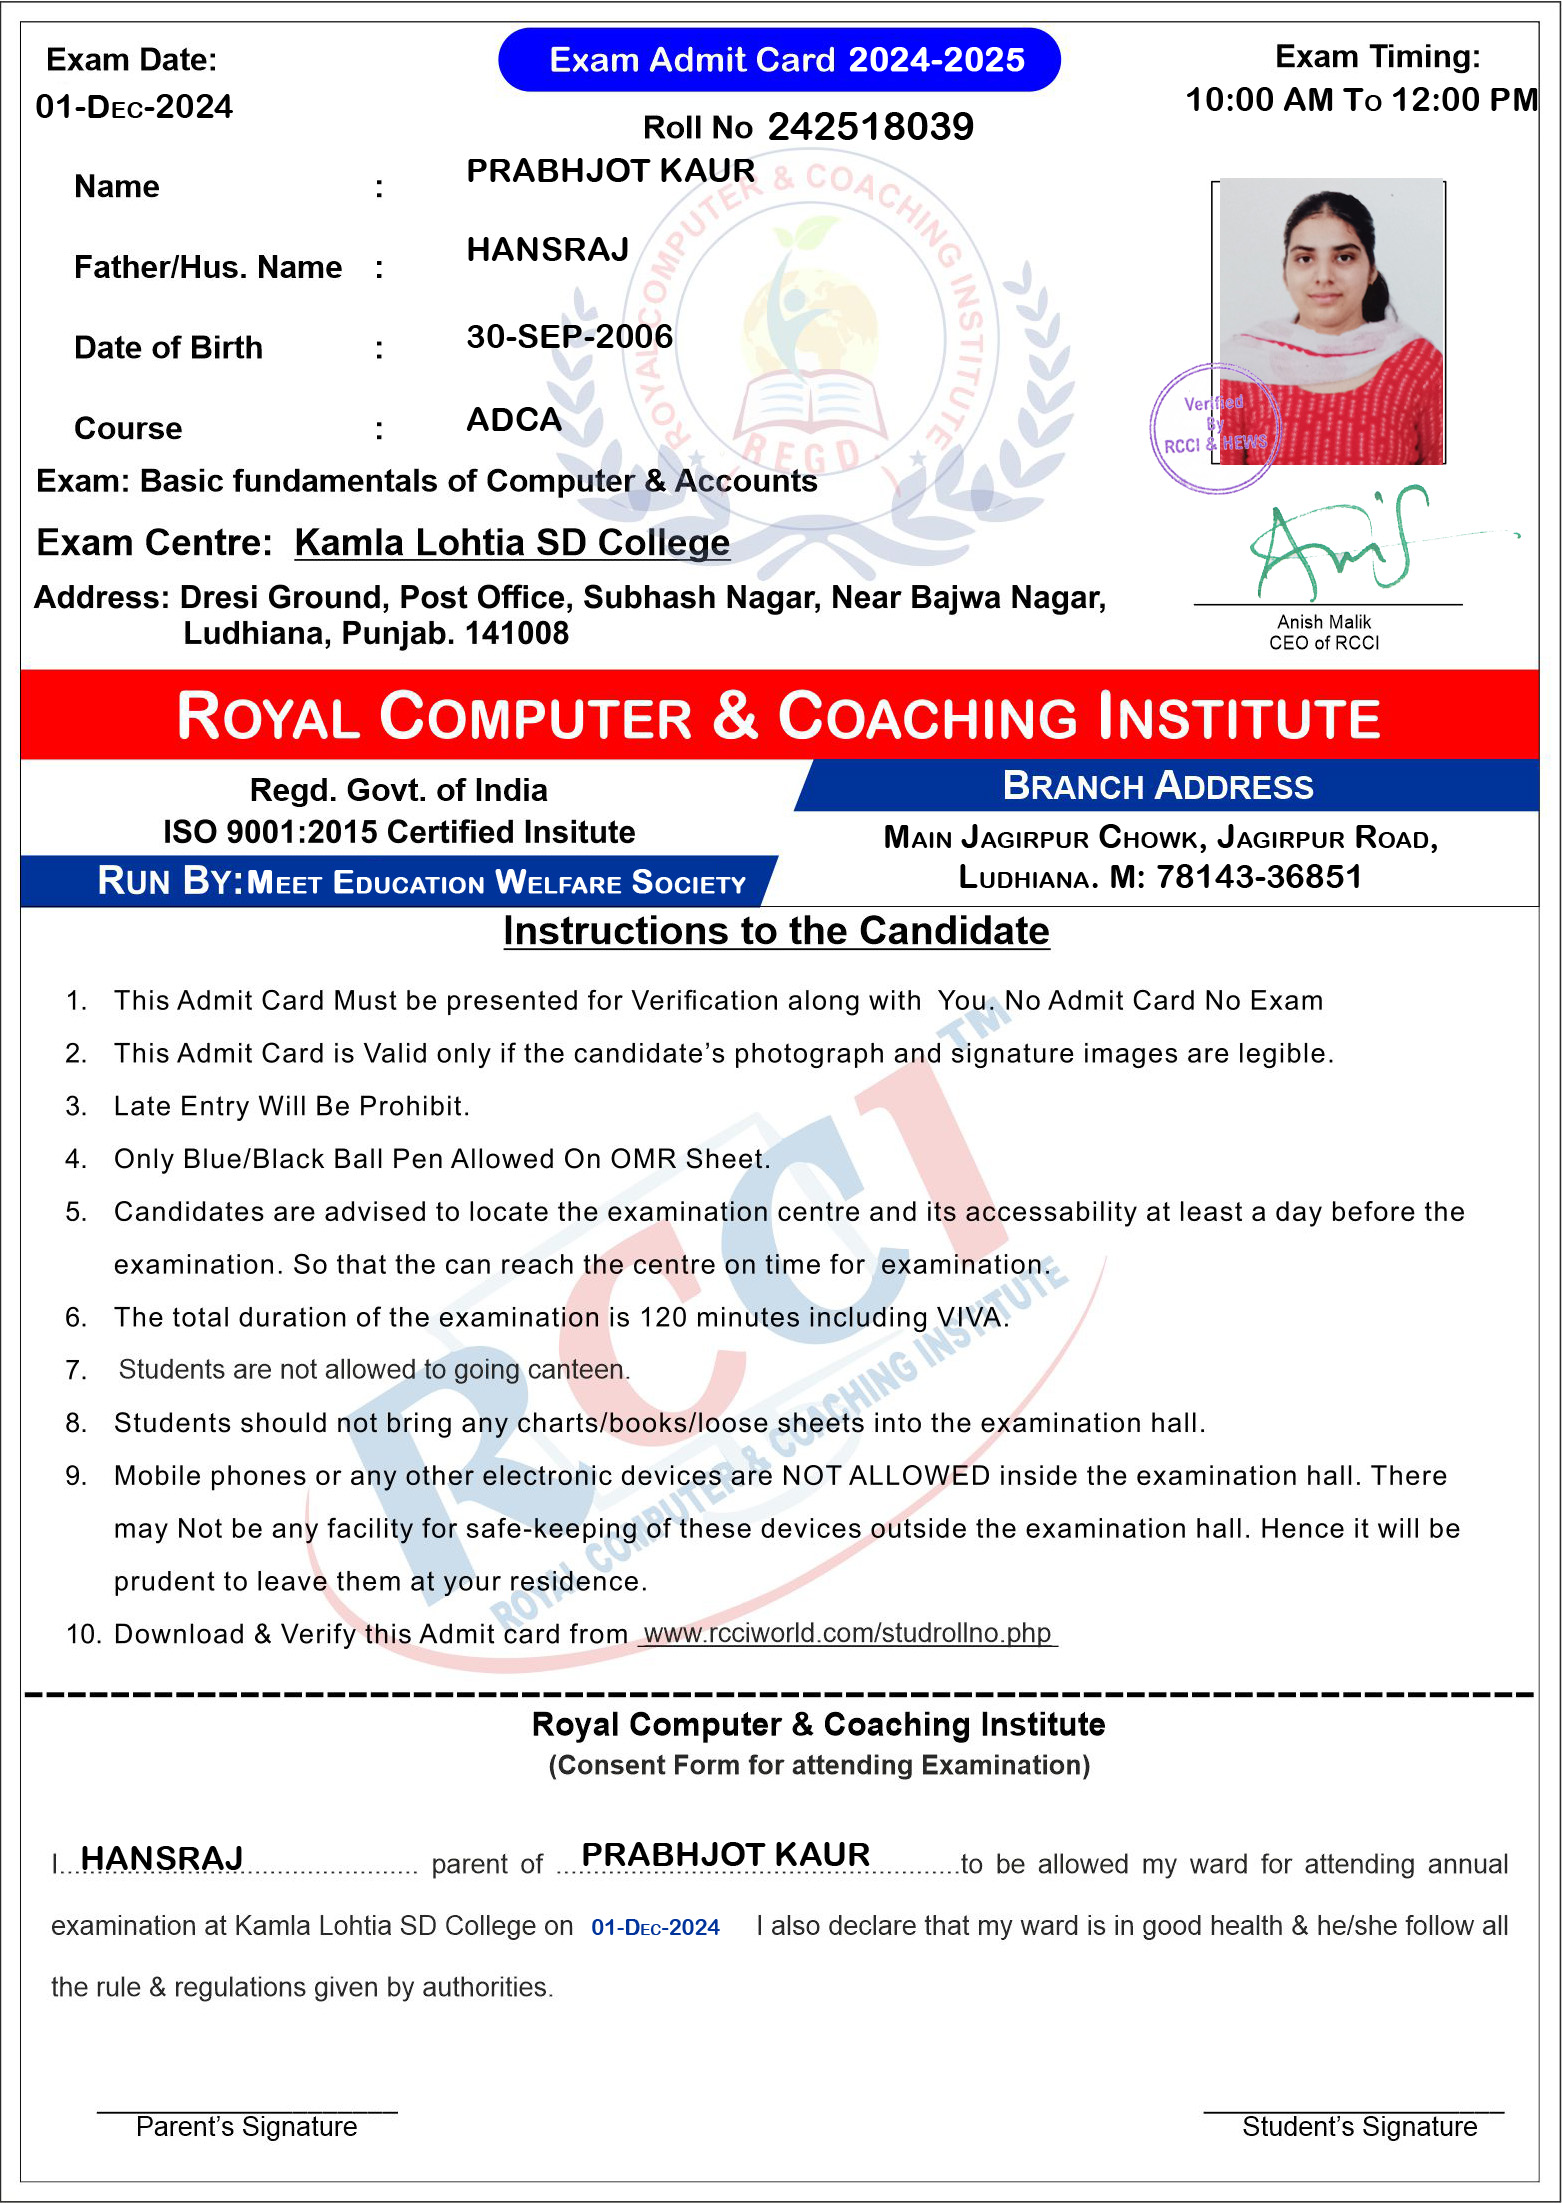 Exam Date:
01-Dec-2024
Exam Admit Card 2024-2025
Exam Timing:
10:00 AM To 12:00 PM
Roll No 242518039
Name : PRABHJOT KAUR
Father/Hus. Name : HANSRAJ
Date of Birth : 30-SEP-2006
Course : ADCA
ROYAL COMPUTER & COACHING INSTITUTE
REGD.
Verified
By
RCCI & HEWS
Exam: Basic fundamentals of Computer & Accounts
Exam Centre: Kamla Lohtia SD College
Address: Dresi Ground, Post Office, Subhash Nagar, Near Bajwa Nagar,
Ludhiana, Punjab. 141008
Anish Malik
CEO of RCCI
Royal Computer & Coaching Institute
Regd. Govt. of India
ISO 9001:2015 Certified Insitute
Run By:Meet Education Welfare Society
Branch Address
Main Jagirpur Chowk, Jagirpur Road,
Ludhiana. M: 78143-36851
Instructions to the Candidate
1. This Admit Card Must be presented for Verification along with You. No Admit Card No Exam
2. This Admit Card is Valid only if the candidate’s photograph and signature images are legible.
3. Late Entry Will Be Prohibit.
4. Only Blue/Black Ball Pen Allowed On OMR Sheet.
5. Candidates are advised to locate the examination centre and its accessability at least a day before the
examination. So that the can reach the centre on time for examination.
6. The total duration of the examination is 120 minutes including VIVA.
7. Students are not allowed to going canteen.
8. Students should not bring any charts/books/loose sheets into the examination hall.
9. Mobile phones or any other electronic devices are NOT ALLOWED inside the examination hall. There
may Not be any facility for safe-keeping of these devices outside the examination hall. Hence it will be
prudent to leave them at your residence.
10. Download & Verify this Admit card from www.rcciworld.com/studrollno.php
RCCI TM
ROYAL COMPUTER & COACHING INSTITUTE
Royal Computer & Coaching Institute
(Consent Form for attending Examination)
I HANSRAJ parent of PRABHJOT KAUR to be allowed my ward for attending annual
examination at Kamla Lohtia SD College on 01-Dec-2024 I also declare that my ward is in good health & he/she follow all
the rule & regulations given by authorities.
Parent’s Signature
Student’s Signature